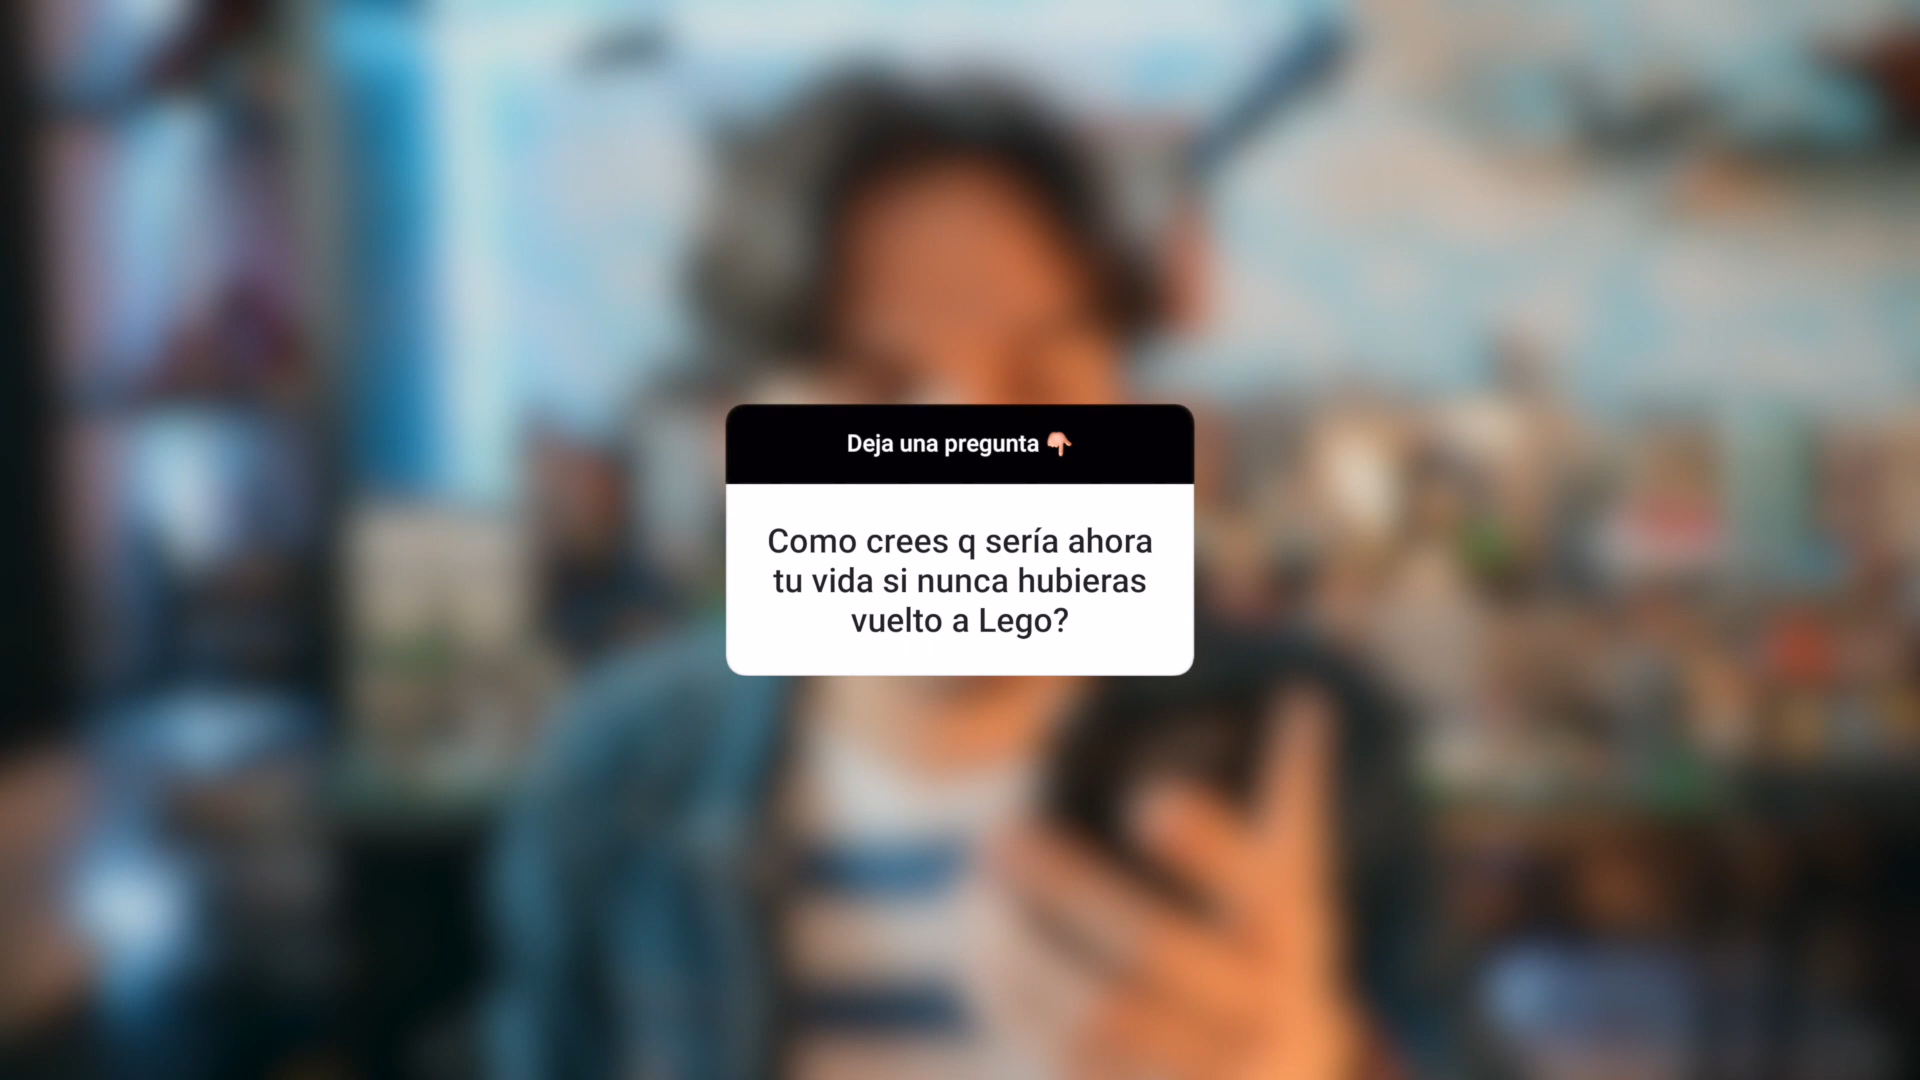 Deja una pregunta 👇🏻
Como crees q sería ahora
tu vida si nunca hubieras
vuelto a Lego?